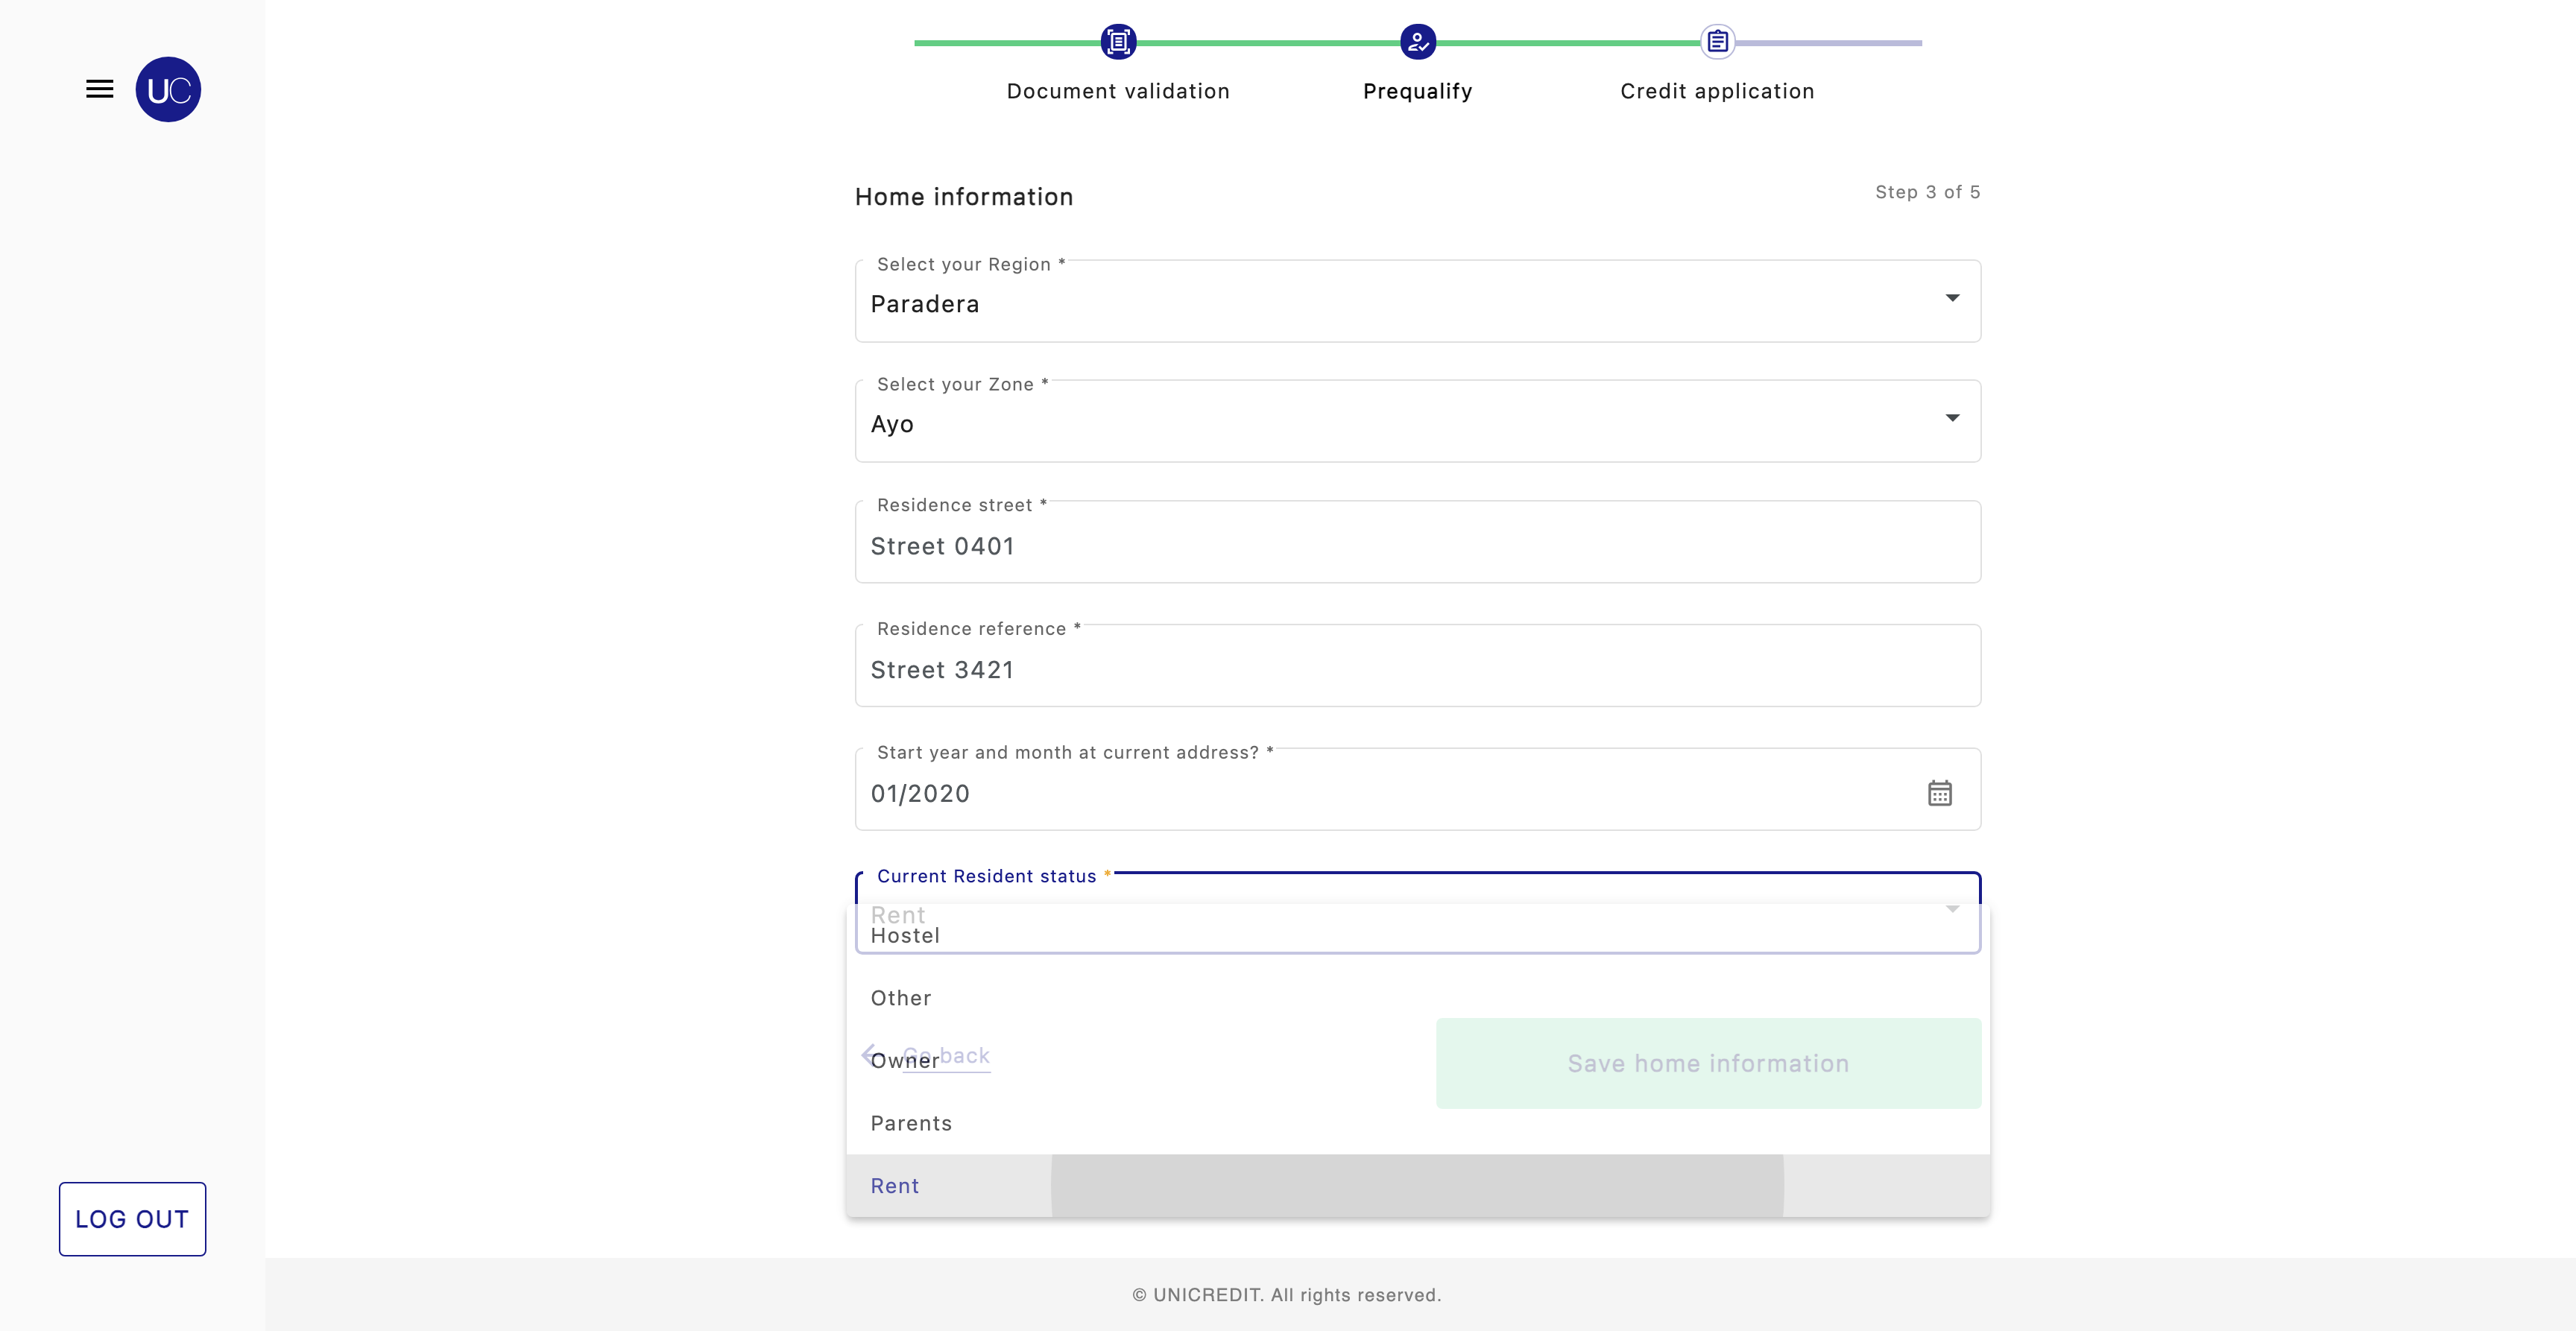 UC
Document validation
Prequalify
Credit application
Home information
Step 3 of 5
Select your Region *
Paradera
Select your Zone *
Ayo
Residence street *
Street 0401
Residence reference *
Street 3421
Start year and month at current address? *
01/2020
Current Resident status *
Rent
Hostel
Other
Go back
Owner
Save home information
Parents
Rent
LOG OUT
© UNICREDIT. All rights reserved.